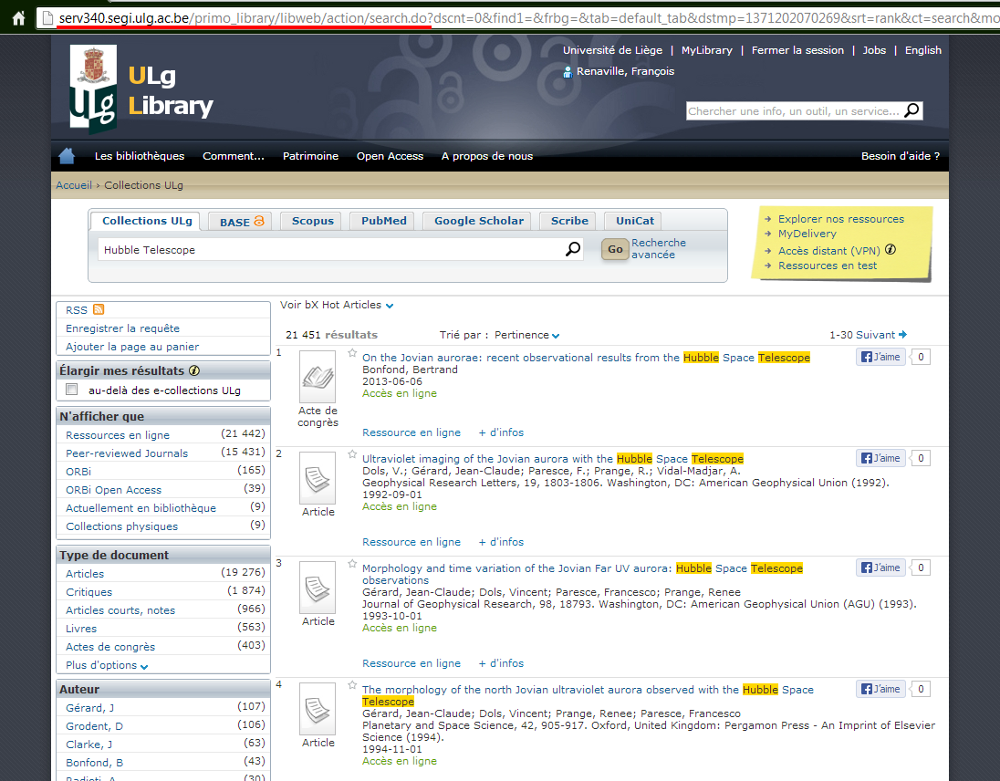 serv340.segi.ulg.ac.be/primo_library/libweb/action/search.do?dscnt=0&find1=&frbg=&tab=default_tab&dstmp=1371202070269&srt=rank&ct=search&mo
ULg
ULg
Library
Université de Liège | MyLibrary | Fermer la session | Jobs | English
Renaville, François
Chercher une info, un outil, un service...
Les bibliothèques Comment... Patrimoine Open Access A propos de nous Besoin d'aide ?
Accueil › Collections ULg
Collections ULg BASE Scopus PubMed Google Scholar Scribe UniCat
Hubble Telescope
Go
Recherche
avancée
Explorer nos ressources
MyDelivery
Accès distant (VPN)
Ressources en test
RSS
Enregistrer la requête
Ajouter la page au panier
Élargir mes résultats
au-delà des e-collections ULg
N'afficher que
Ressources en ligne (21 442)
Peer-reviewed Journals (15 431)
ORBi (165)
ORBi Open Access (39)
Actuellement en bibliothèque (9)
Collections physiques (9)
Type de document
Articles (19 276)
Critiques (1 874)
Articles courts, notes (966)
Livres (563)
Actes de congrès (403)
Plus d'options
Auteur
Gérard, J (107)
Grodent, D (106)
Clarke, J (63)
Bonfond, B (43)
Radioti, A (30)
Voir bX Hot Articles
21 451 résultats Trié par : Pertinence 1-30 Suivant
1
Acte de
congrès
On the Jovian aurorae: recent observational results from the Hubble Space Telescope
Bonfond, Bertrand
2013-06-06
Accès en ligne
Ressource en ligne + d'infos
J'aime 0
2
Article
Ultraviolet imaging of the Jovian aurora with the Hubble Space Telescope
Dols, V.; Gérard, Jean-Claude; Paresce, F.; Prange, R.; Vidal-Madjar, A.
Geophysical Research Letters, 19, 1803-1806. Washington, DC: American Geophysical Union (1992).
1992-09-01
Accès en ligne
Ressource en ligne + d'infos
J'aime 0
3
Article
Morphology and time variation of the Jovian Far UV aurora: Hubble Space Telescope
observations
Gérard, Jean-Claude; Dols, Vincent; Paresce, Francesco; Prange, Renee
Journal of Geophysical Research, 98, 18793. Washington, DC: American Geophysical Union (AGU) (1993).
1993-10-01
Accès en ligne
Ressource en ligne + d'infos
J'aime 0
4
Article
The morphology of the north Jovian ultraviolet aurora observed with the Hubble Space
Telescope
Gérard, Jean-Claude; Dols, Vincent; Prange, Renee; Paresce, Francesco
Planetary and Space Science, 42, 905-917. Oxford, United Kingdom: Pergamon Press - An Imprint of Elsevier
Science (1994).
1994-11-01
Accès en ligne
J'aime 0